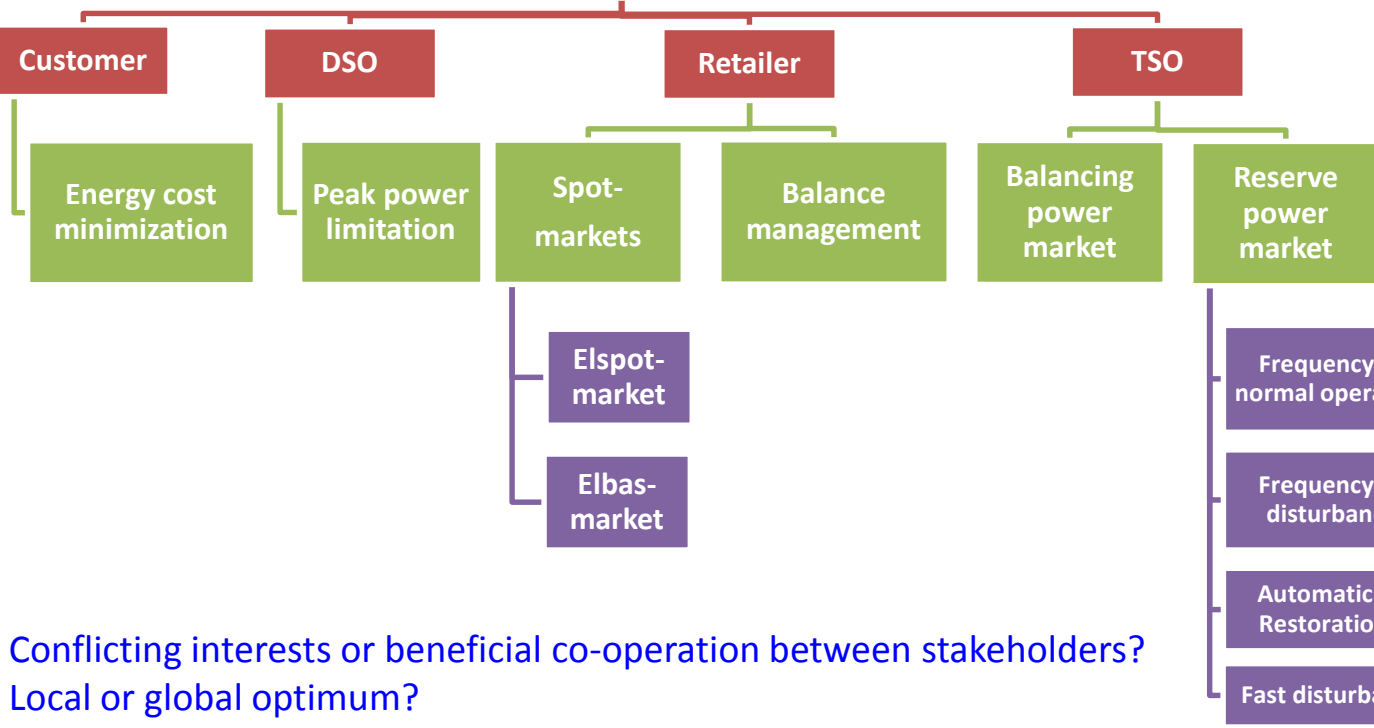 Customer
DSO
Retailer
TSO
Energy cost
minimization
Peak power
limitation
Spot-
markets
Balance
management
Balancing
power
market
Reserve
power
market
Elspot-
market
Elbas-
market
Frequency
normal
Frequency
Automatic
Fast
Conflicting interests or beneficial co-operation between stakeholders?
Local or global optimum?